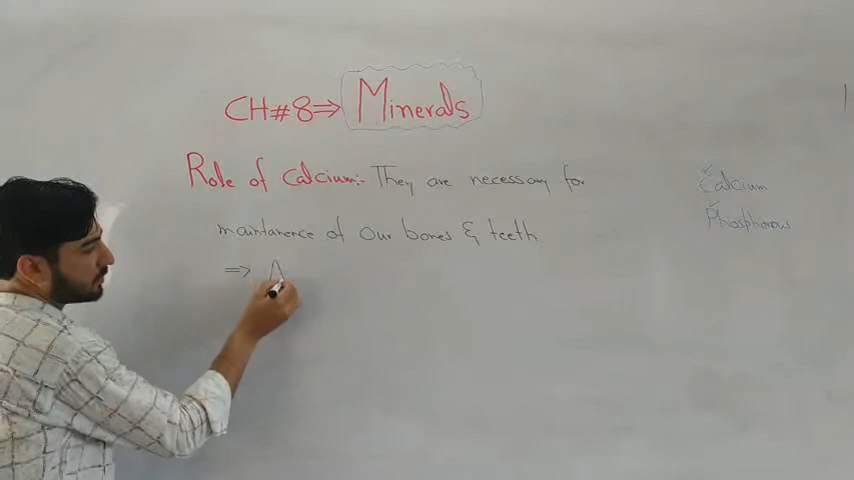 CH#8⇒ Minerals
Role of Calcium:- They are necessary for
maintanence of Our bones & teeth.
⇒ A
Calcium
Phosphorous